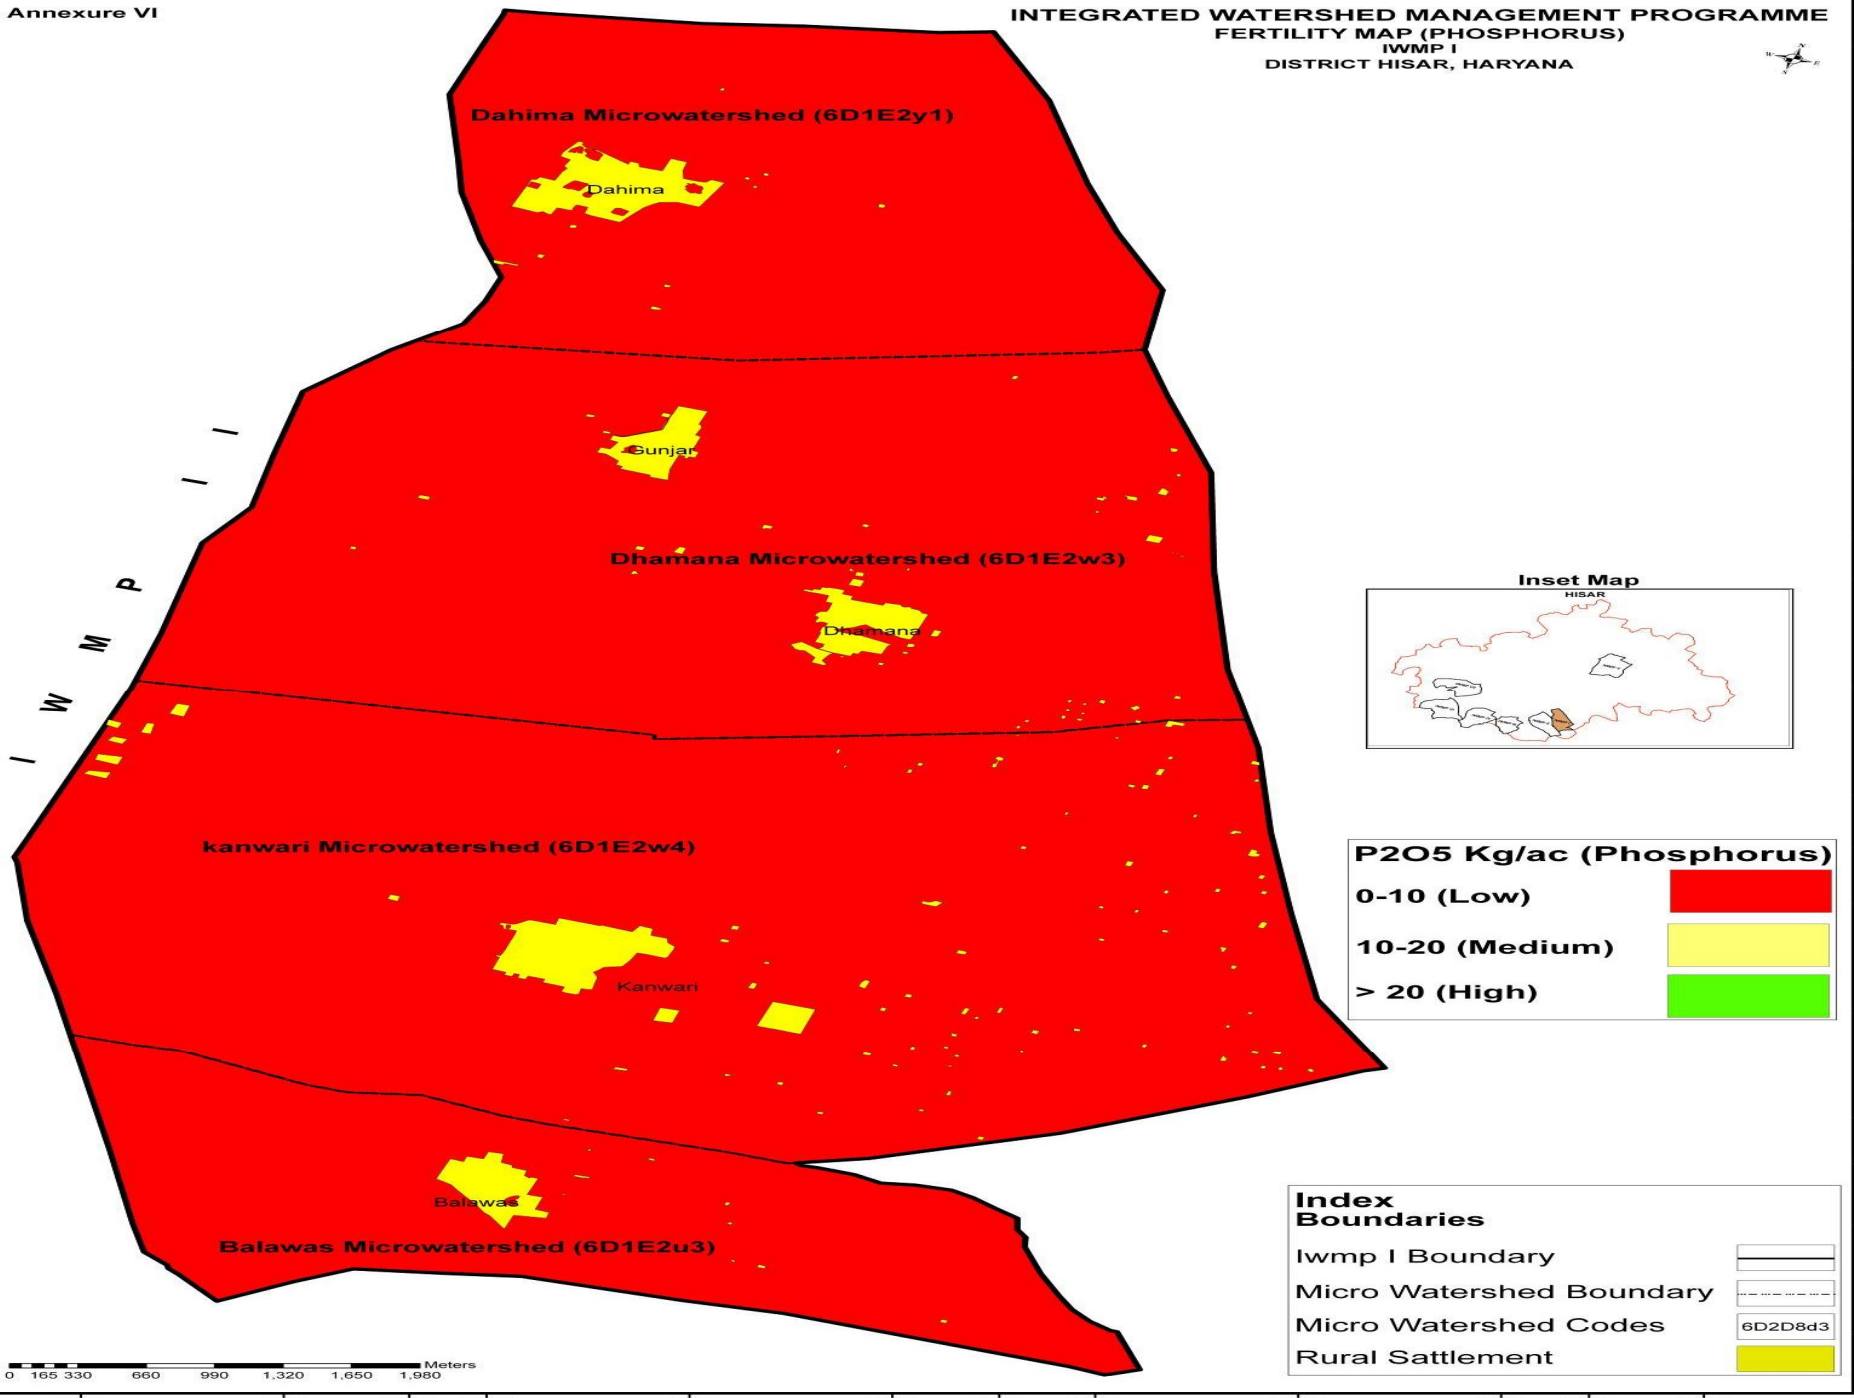 Annexure VI
INTEGRATED WATERSHED MANAGEMENT PROGRAMME
FERTILITY MAP (PHOSPHORUS)
IWMP I
DISTRICT HISAR, HARYANA
N
W
E
S
Dahima Microwatershed (6D1E2y1)
Dahima
Gunjar
I W M P I I
Dhamana Microwatershed (6D1E2w3)
Dhamana
Inset Map
HISAR
kanwari Microwatershed (6D1E2w4)
Kanwari
P2O5 Kg/ac (Phosphorus)
0-10 (Low)
10-20 (Medium)
> 20 (High)
Balawas
Balawas Microwatershed (6D1E2u3)
Index
Boundaries
Iwmp I Boundary
Micro Watershed Boundary
Micro Watershed Codes 6D2D8d3
Rural Sattlement
Meters
0 165 330 660 990 1,320 1,650 1,980